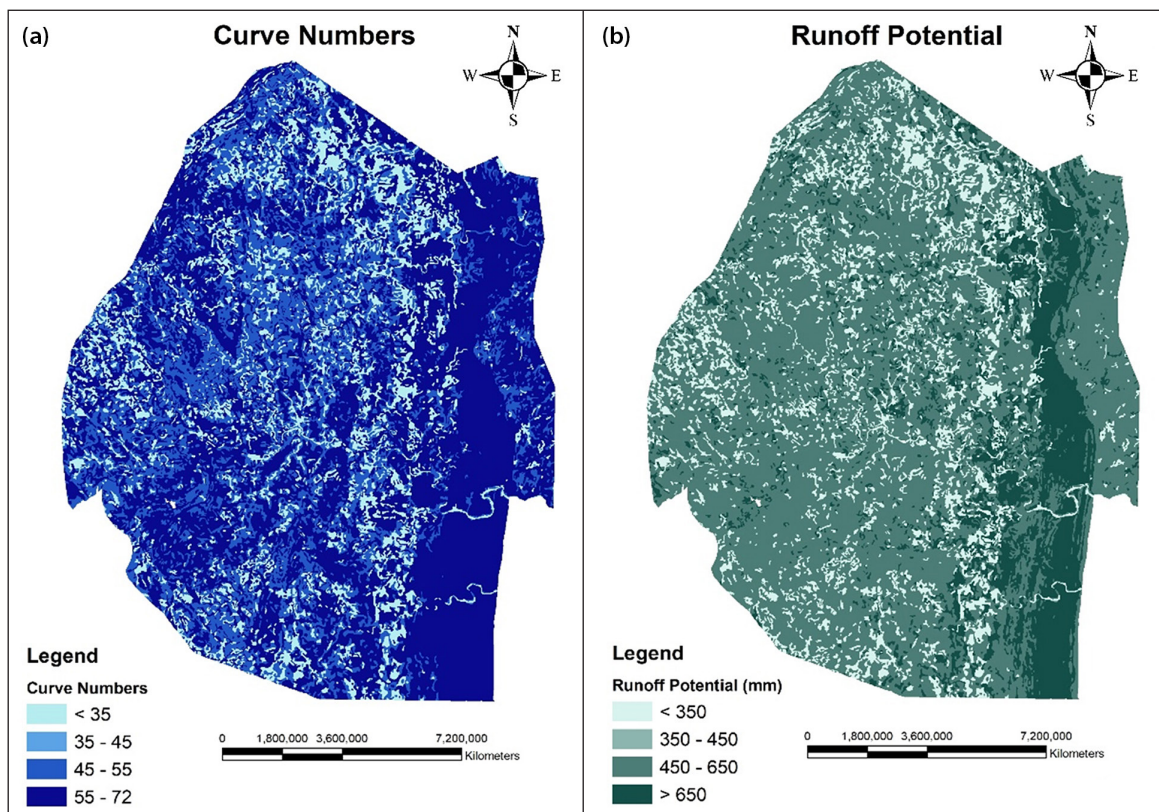 (a)
Curve Numbers
N
W E
S
Legend
Curve Numbers
< 35
35 - 45
45 - 55
55 - 72
0 1,800,000 3,600,000 7,200,000
Kilometers
(b)
Runoff Potential
N
W E
S
Legend
Runoff Potential (mm)
< 350
350 - 450
450 - 650
> 650
0 1,800,000 3,600,000 7,200,000
Kilometers